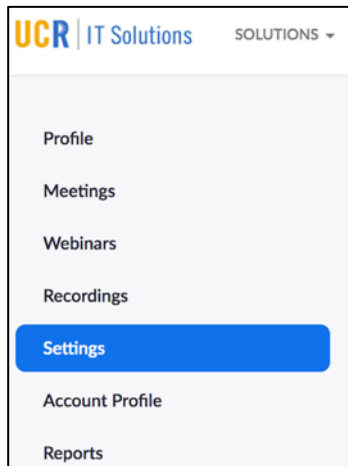 UCR IT Solutions SOLUTIONS
Profile
Meetings
Webinars
Recordings
Settings
Account Profile
Reports